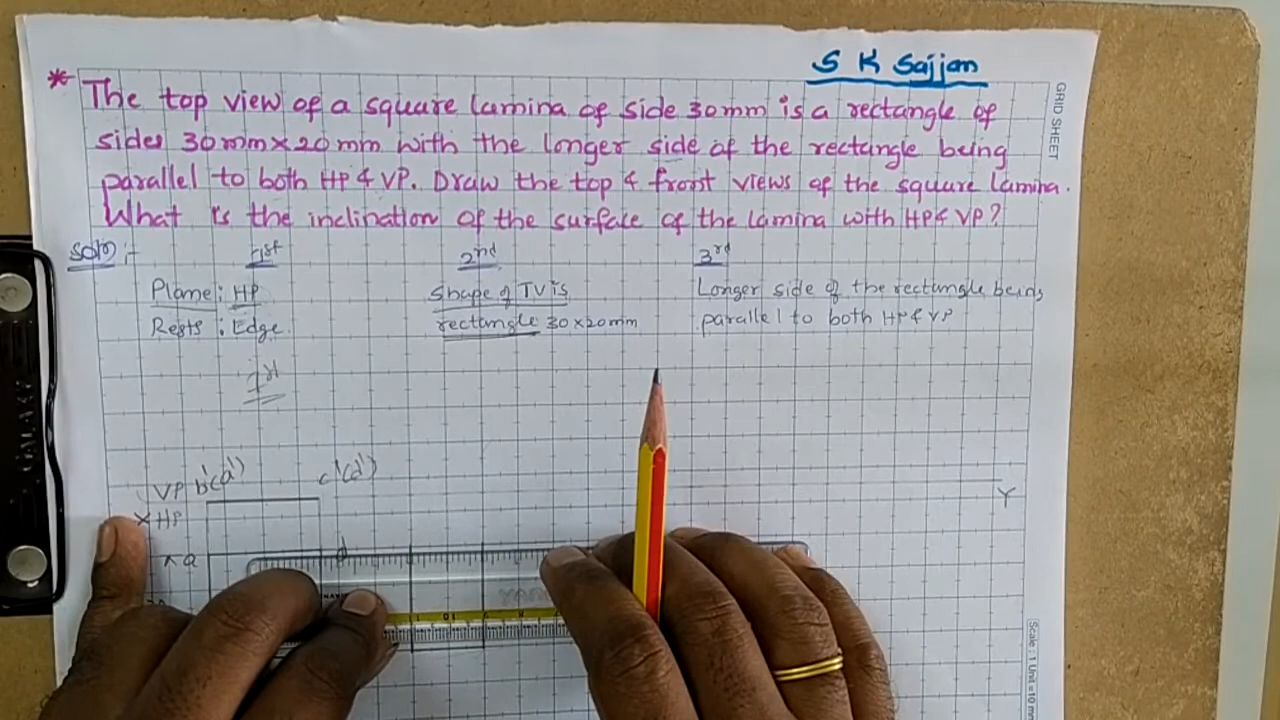 S K Sajjan
* The top view of a square lamina of side 30mm is a rectangle of
sides 30mm×20mm with the longer side of the rectangle being
parallel to both HP & VP. Draw the top & front views of the square lamina.
What is the inclination of the surface of the lamina with HP & VP?
Soln :-
1st
2nd
3rd
Plane : HP
Shape of TV is
Longer side of the rectangle being
Rests : Edge.
rectangle 30×20mm
parallel to both HP & VP
1st
VP b'(a') c'(d')
X HP
Y
a
d
GRID SHEET
Scale : 1 Unit = 10 m